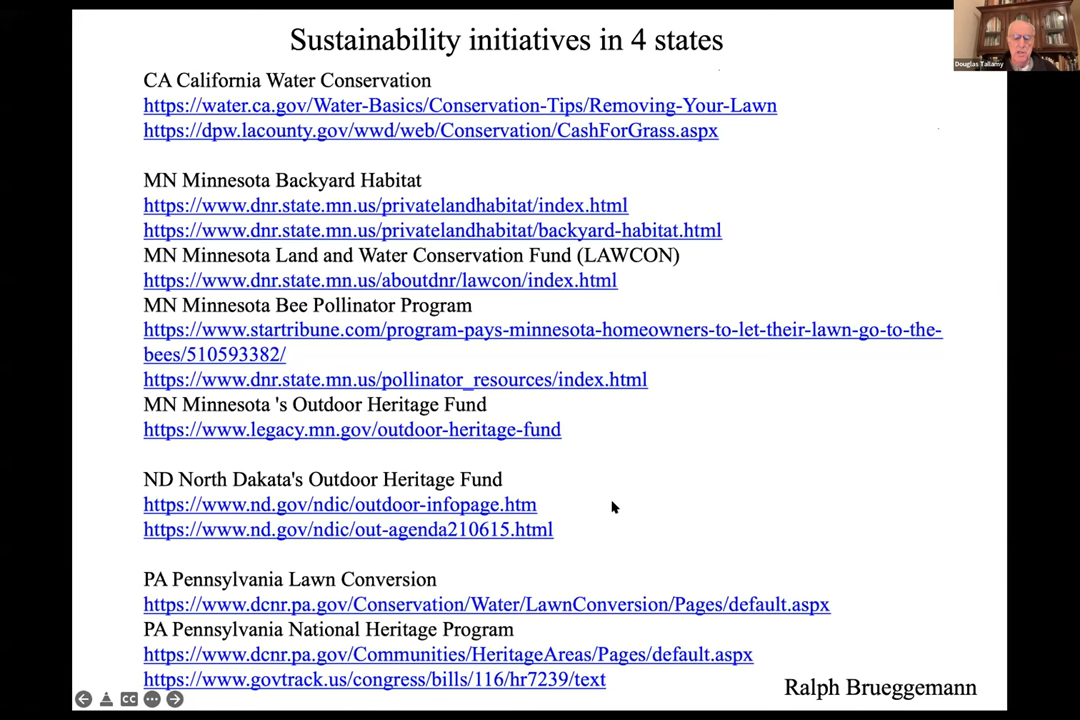 Sustainability initiatives in 4 states
Douglas Tallamy
CA California Water Conservation
https://water.ca.gov/Water-Basics/Conservation-Tips/Removing-Your-Lawn
https://dpw.lacounty.gov/wwd/web/Conservation/CashForGrass.aspx
MN Minnesota Backyard Habitat
https://www.dnr.state.mn.us/privatelandhabitat/index.html
https://www.dnr.state.mn.us/privatelandhabitat/backyard-habitat.html
MN Minnesota Land and Water Conservation Fund (LAWCON)
https://www.dnr.state.mn.us/aboutdnr/lawcon/index.html
MN Minnesota Bee Pollinator Program
https://www.startribune.com/program-pays-minnesota-homeowners-to-let-their-lawn-go-to-the-
bees/510593382/
https://www.dnr.state.mn.us/pollinator_resources/index.html
MN Minnesota 's Outdoor Heritage Fund
https://www.legacy.mn.gov/outdoor-heritage-fund
ND North Dakata's Outdoor Heritage Fund
https://www.nd.gov/ndic/outdoor-infopage.htm
https://www.nd.gov/ndic/out-agenda210615.html
PA Pennsylvania Lawn Conversion
https://www.dcnr.pa.gov/Conservation/Water/LawnConversion/Pages/default.aspx
PA Pennsylvania National Heritage Program
https://www.dcnr.pa.gov/Communities/HeritageAreas/Pages/default.aspx
https://www.govtrack.us/congress/bills/116/hr7239/text
Ralph Brueggemann
CC